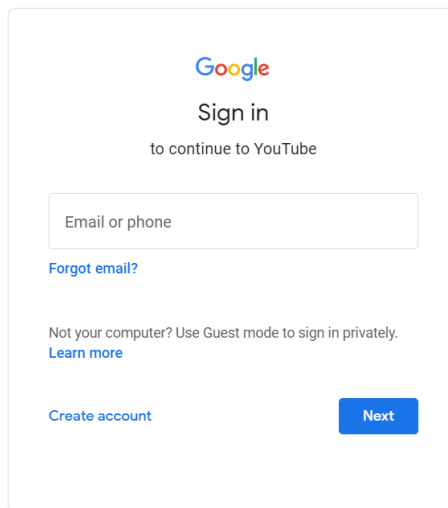 Google
Sign in
to continue to YouTube
Email or phone
Forgot email?
Not your computer? Use Guest mode to sign in privately.
Learn more
Create account
Next